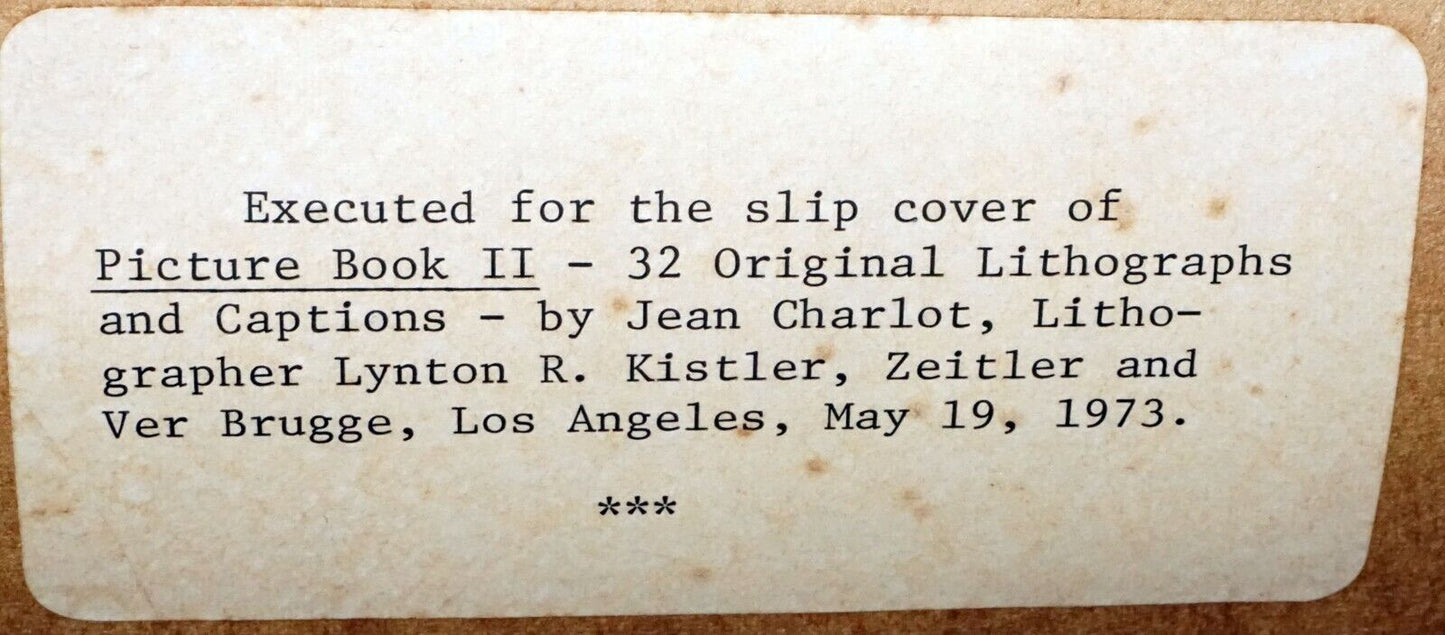 Executed for the slip cover of
Picture Book II - 32 Original Lithographs
and Captions - by Jean Charlot, Litho-
grapher Lynton R. Kistler, Zeitler and
Ver Brugge, Los Angeles, May 19, 1973.
***